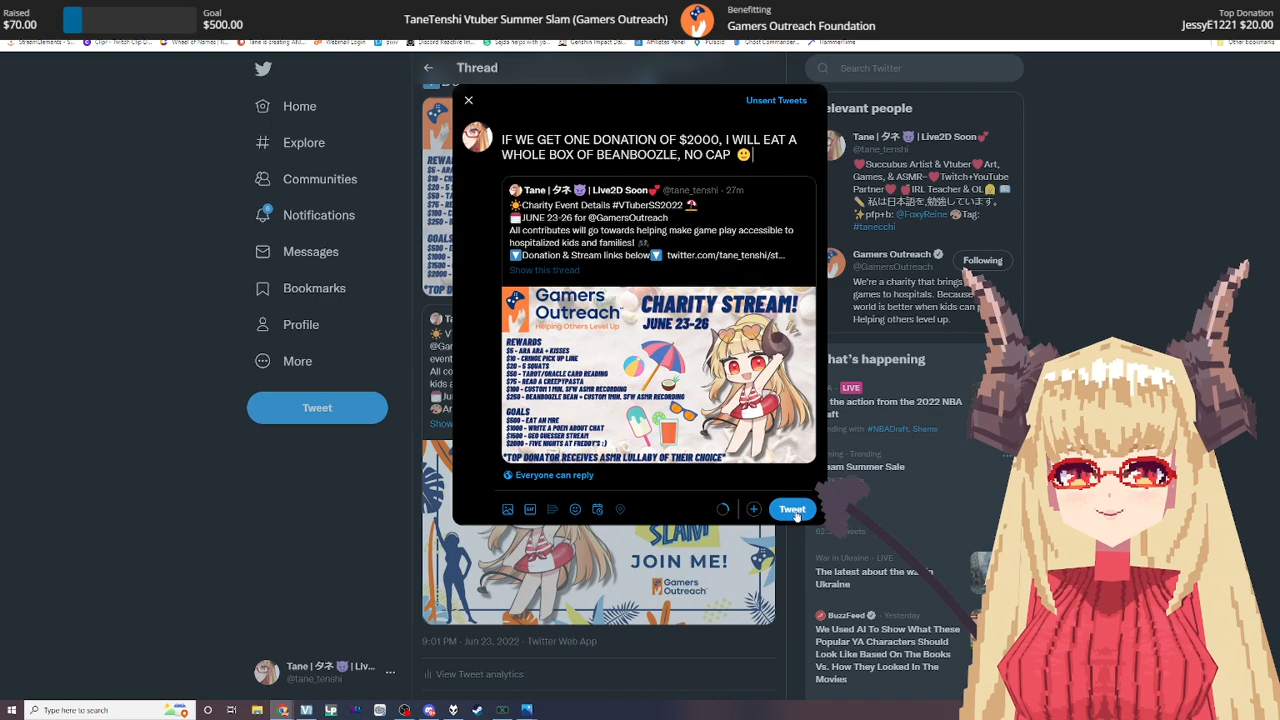 Raised
$70.00
Goal
$500.00
TaneTenshi Vtuber Summer Slam (Gamers Outreach)
Benefitting
Gamers Outreach Foundation
Top Donation
JessyE1221 $20.00
Home
Explore
Communities
Notifications
Messages
Bookmarks
Profile
More
Tweet
Tane | タネ 😈 | Liv...
@tane_tenshi
Thread
Unsent Tweets
IF WE GET ONE DONATION OF $2000, I WILL EAT A
WHOLE BOX OF BEANBOOZLE, NO CAP
Tane | タネ 😈 | Live2D Soon💕 @tane_tenshi · 27m
☀Charity Event Details #VTuberSS2022 ⛱
JUNE 23-26 for @GamersOutreach
All contributes will go towards helping make game play accessible to
hospitalized kids and families! 🎮
🔽Donation & Stream links below🔽 twitter.com/tane_tenshi/st...
Show this thread
Gamers
Outreach
Helping Others Level Up
CHARITY STREAM!
JUNE 23-26
REWARDS
$5 - ARA ARA + KISSES
$10 - CRINGE PICK UP LINE
$20 - 5 SQUATS
$50 - TAROT/ORACLE CARD READING
$75 - READ A CREEPYPASTA
$100 - CUSTOM 1 MIN. SFW ASMR RECORDING
$250 - BEANBOOZLE BEAN + CUSTOM 1MIN. SFW ASMR RECORDING
GOALS
$500 - EAT AN MRE
$1000 - WRITE A POEM ABOUT CHAT
$1500 - GEO GUESSER STREAM
$2000 - FIVE NIGHTS AT FREDDY'S :)
*TOP DONATOR RECEIVES ASMR LULLABY OF THEIR CHOICE*
Everyone can reply
Tweet
JOIN ME!
Gamers
Outreach
9:01 PM · Jun 23, 2022 · Twitter Web App
View Tweet analytics
Search Twitter
elevant people
Tane | タネ 😈 | Live2D Soon💕
@tane_tenshi
Succubus Artist & Vtuber Art,
Games, & ASMR Twitch+YouTube
Partner IRL Teacher & OL
私は日本語を,勉強しています。
pfp+b: @FoxyReine Tag:
#tanecchi
Gamers Outreach
@GamersOutreach
Following
We're a charity that brings
games to hospitals. Because
world is better when kids can
Helping others level up.
hat's happening
LIVE
the action from the 2022 NBA
aft
nding with #NBADraft, Shams
ming · Trending
eam Summer Sale
War in Ukraine · LIVE
The latest about the wa in
Ukraine
BuzzFeed Yesterday
We Used AI To Show What These
Popular YA Characters Should
Look Like Based On The Books
Vs. How They Looked In The
Movies
Type here to search